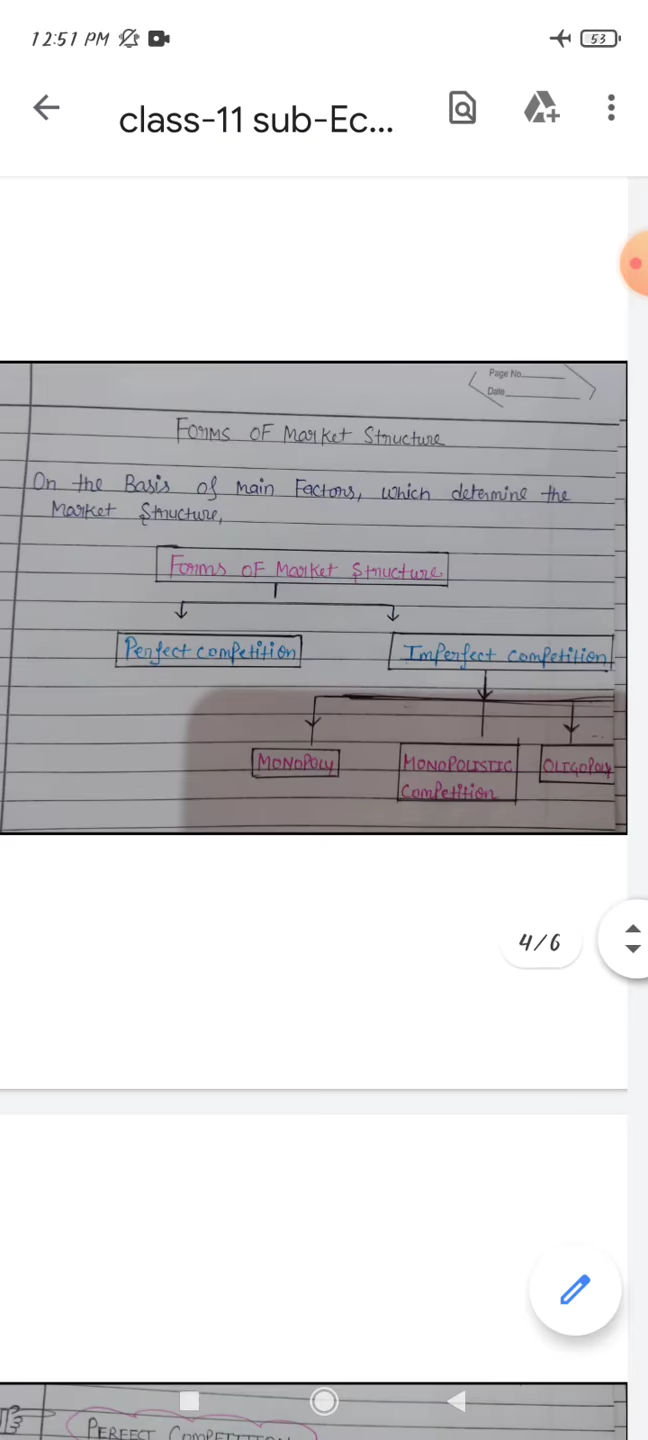 12:51 PM
53
class-11 sub-Ec...
Page No.
Date
Forms OF Market Structure
On the Basis of main Factors, which determine the
Market Structure,
Forms OF Market Structure
Perfect competition
Imperfect competition
MONOPOLY
MONOPOLISTIC
Competition
OLIGOPOLY
4/6
PERFECT COMPETITION